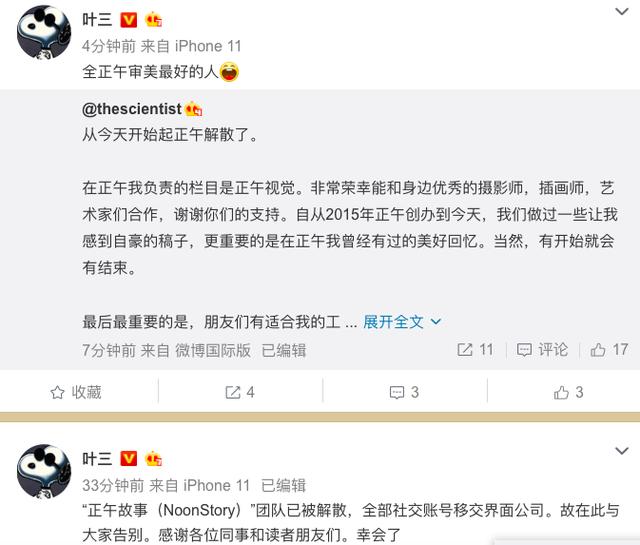 叶三
4分钟前 来自 iPhone 11
全正午审美最好的人😲
@thescientist
从今天开始起正午解散了。
在正午我负责的栏目是正午视觉。非常荣幸能和身边优秀的摄影师，插画师，艺
术家们合作，谢谢你们的支持。自从2015年正午创办到今天，我们做过一些让我
感到自豪的稿子，更重要的是在正午我曾经有过的美好回忆。当然，有开始就会
有结束。
最后最重要的是，朋友们有适合我的工 ... 展开全文
7分钟前 来自 微博国际版 已编辑 11 评论 17
收藏 4 3 3
叶三
33分钟前 来自 iPhone 11 已编辑
“正午故事（NoonStory）”团队已被解散，全部社交账号移交界面公司。故在此与
大家告别。感谢各位同事和读者朋友们。幸会了